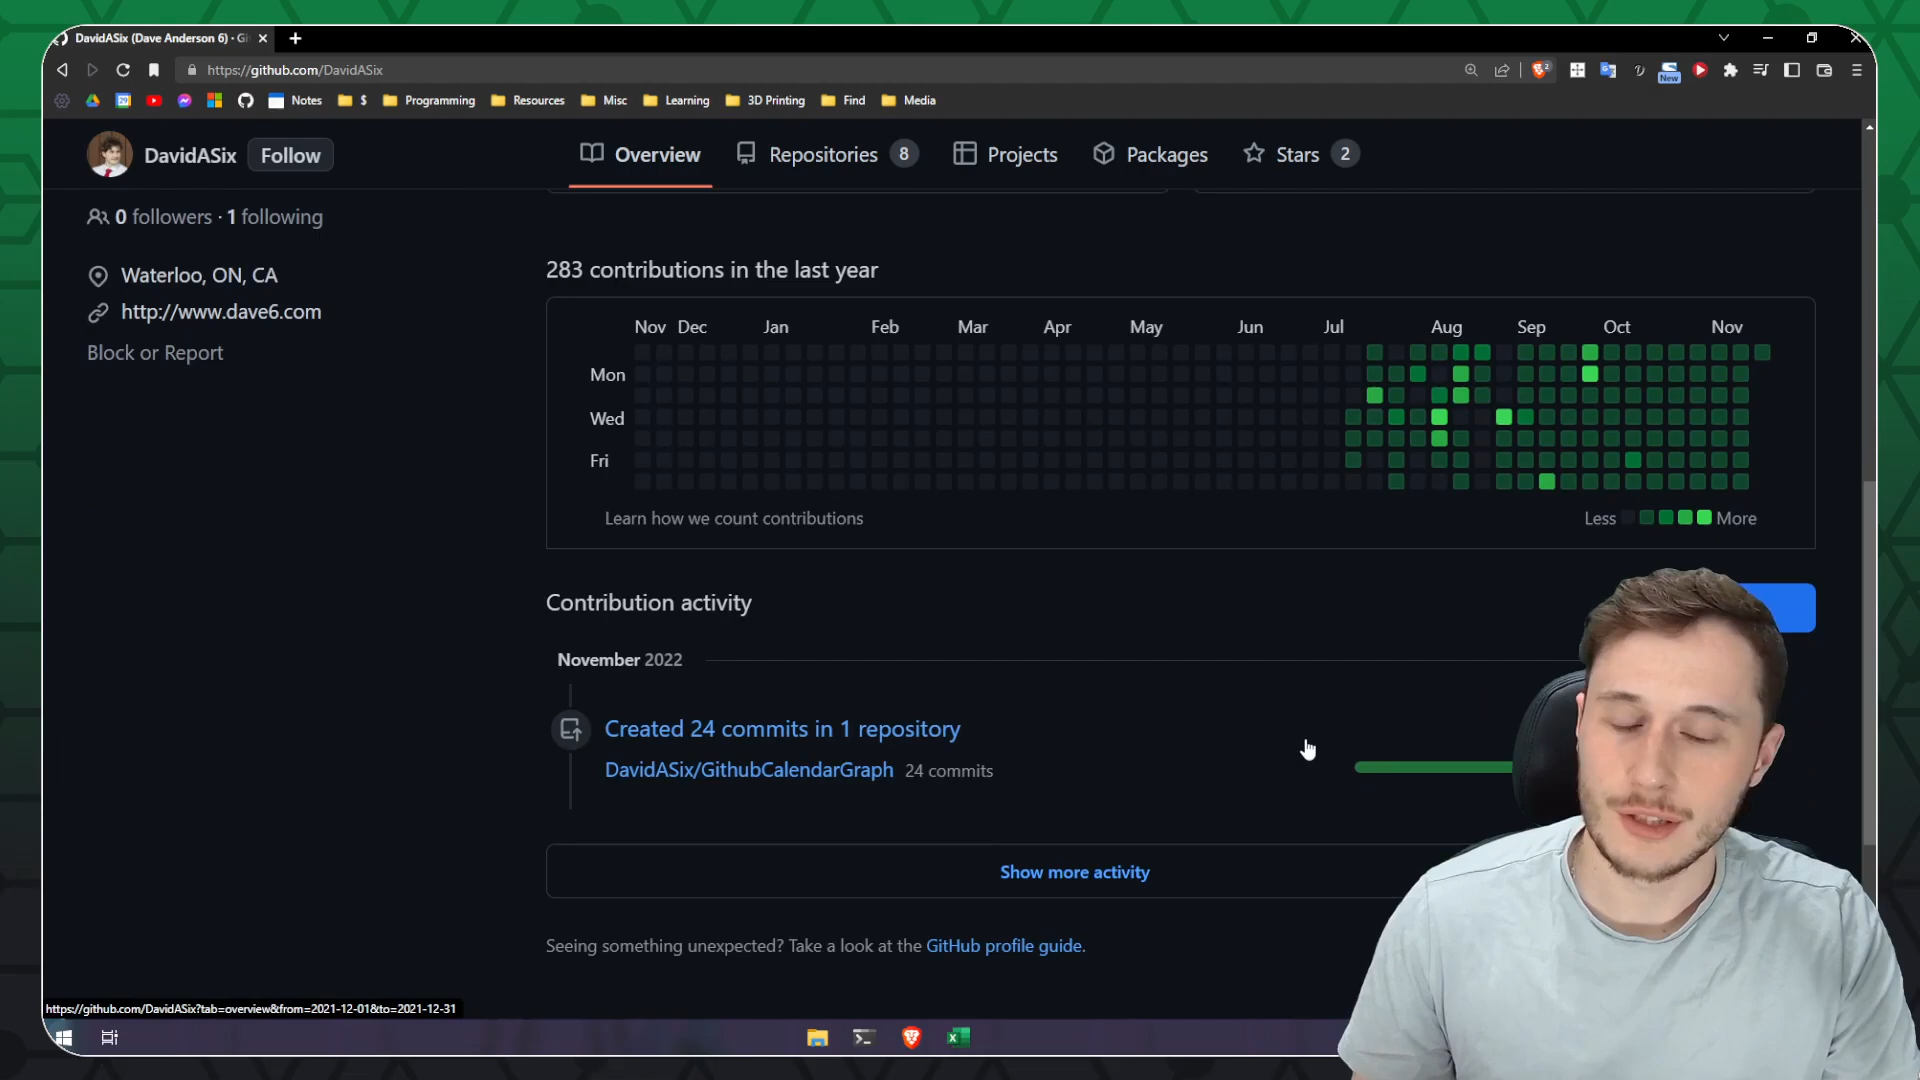 DavidASix (Dave Anderson 6) · Gi
https://github.com/DavidASix
2
New
Notes
$
Programming
Resources
Misc
Learning
3D Printing
Find
Media
DavidASix
Follow
Overview
Repositories 8
Projects
Packages
Stars 2
0 followers · 1 following
Waterloo, ON, CA
http://www.dave6.com
Block or Report
283 contributions in the last year
Nov Dec Jan Feb Mar Apr May Jun Jul Aug Sep Oct Nov
Mon
Wed
Fri
Learn how we count contributions
Less More
Contribution activity
November 2022
Created 24 commits in 1 repository
DavidASix/GithubCalendarGraph 24 commits
Show more activity
Seeing something unexpected? Take a look at the GitHub profile guide.
https://github.com/DavidASix?tab=overview&from=2021-12-01&to=2021-12-31